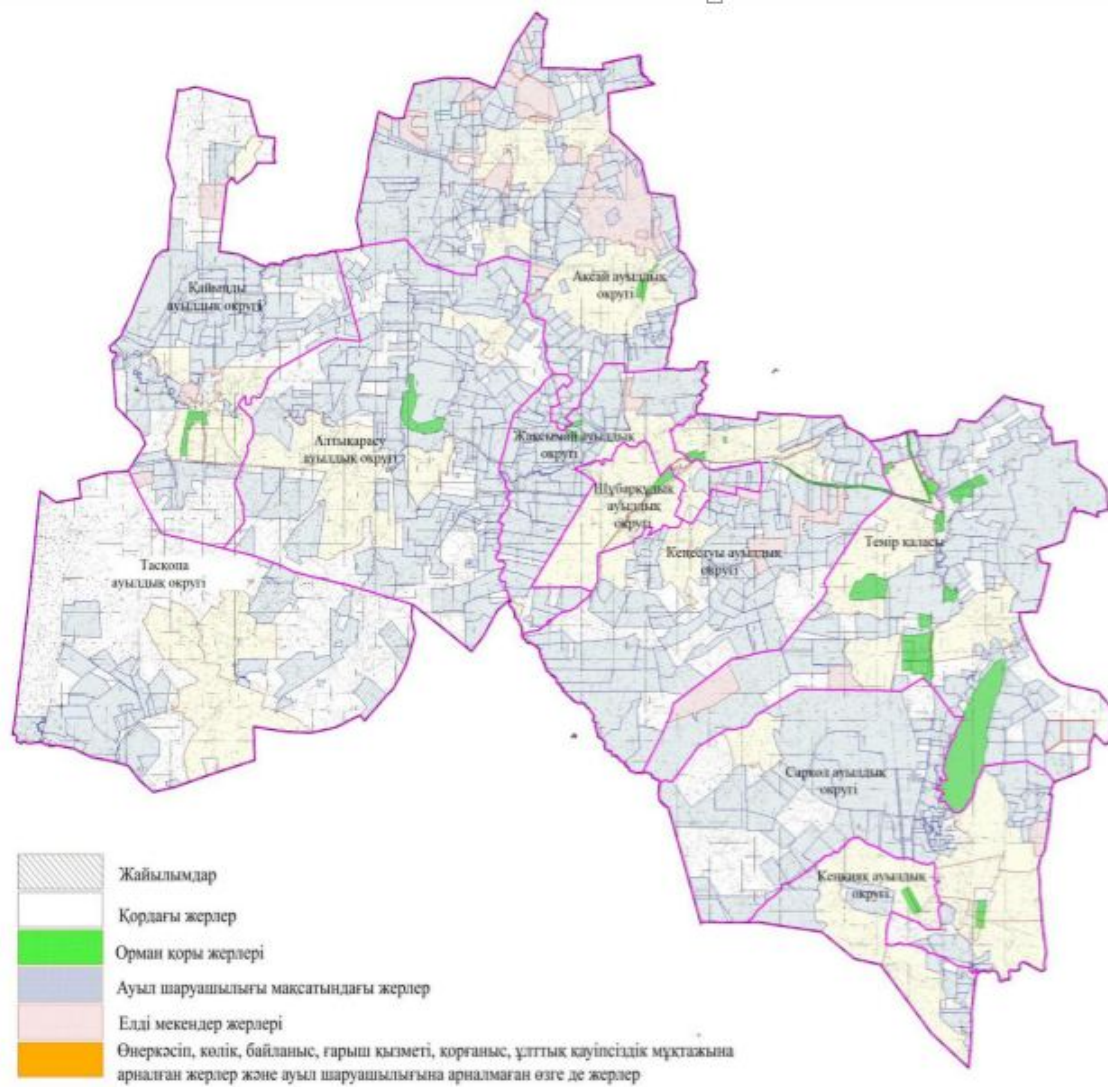 Ақсай ауылдық
округі
Қайыңды
ауылдық округі
Алтықарасу
ауылдық округі
Жақсымай ауылдық
округі
Шұбарқұдық
ауылдық
округі
Кеңестуы ауылдық
округі
Темір қаласы
Тасқопа
ауылдық округі
Саркөл ауылдық
округі
Кеңқияқ ауылдық
округі
Жайылымдар
Қордағы жерлер
Орман қоры жерлері
Ауыл шаруашылығы мақсатындағы жерлер
Елді мекендер жерлері
Өнеркәсіп, көлік, байланыс, ғарыш қызметі, қорғаныс, ұлттық қауіпсіздік мұқтажына
арналған жерлер және ауыл шаруашылығына арналмаған өзге де жерлер